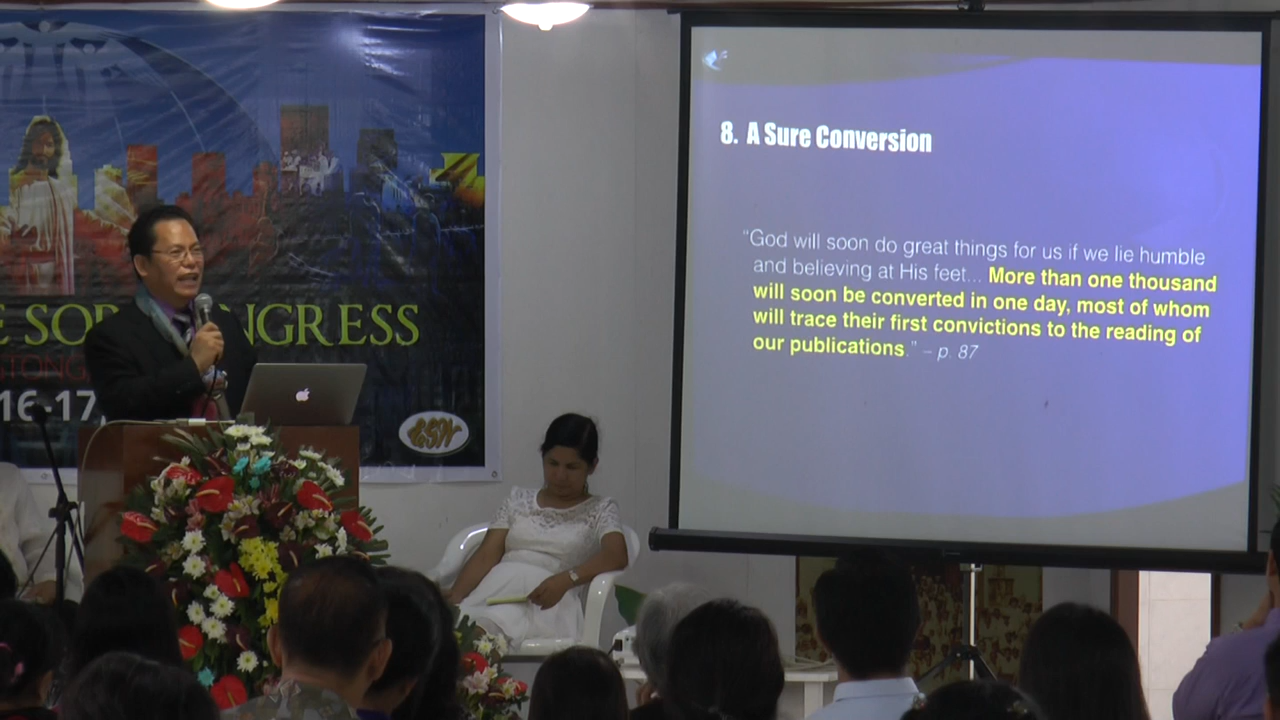 8. A Sure Conversion
“God will soon do great things for us if we lie humble
and believing at His feet... More than one thousand
will soon be converted in one day, most of whom
will trace their first convictions to the reading of
our publications.” – p. 87
E SOP NGRESS
16-17,